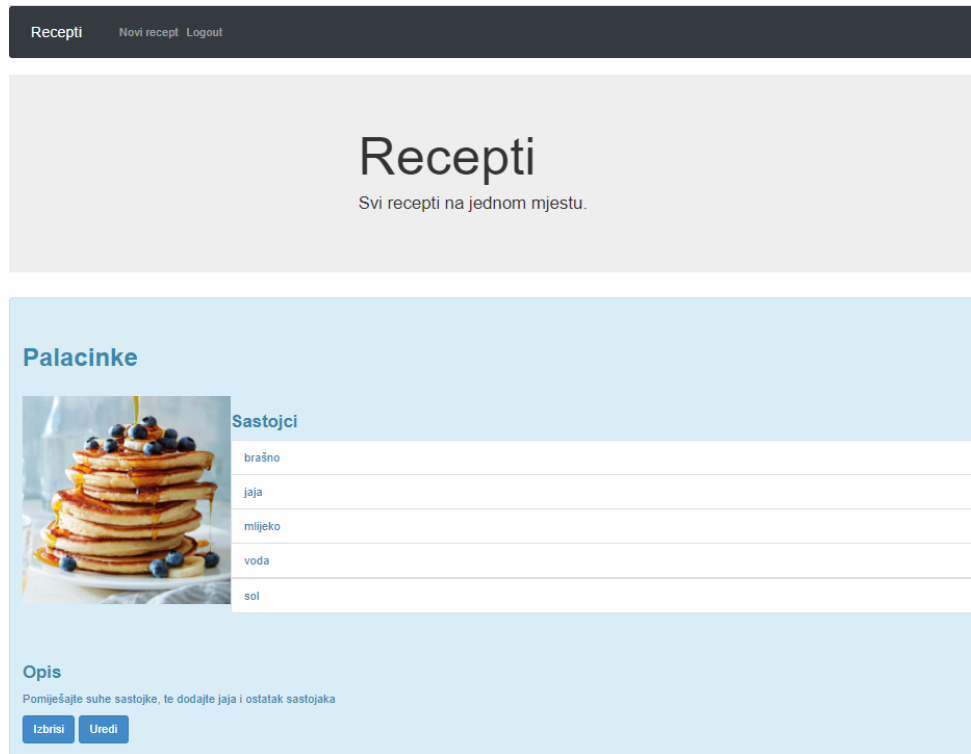 Recepti Novi recept Logout
Recepti
Svi recepti na jednom mjestu.
Palacinke
Sastojci
brašno
jaja
mlijeko
voda
sol
Opis
Pomiješajte suhe sastojke, te dodajte jaja i ostatak sastojaka
Izbrisi Uredi